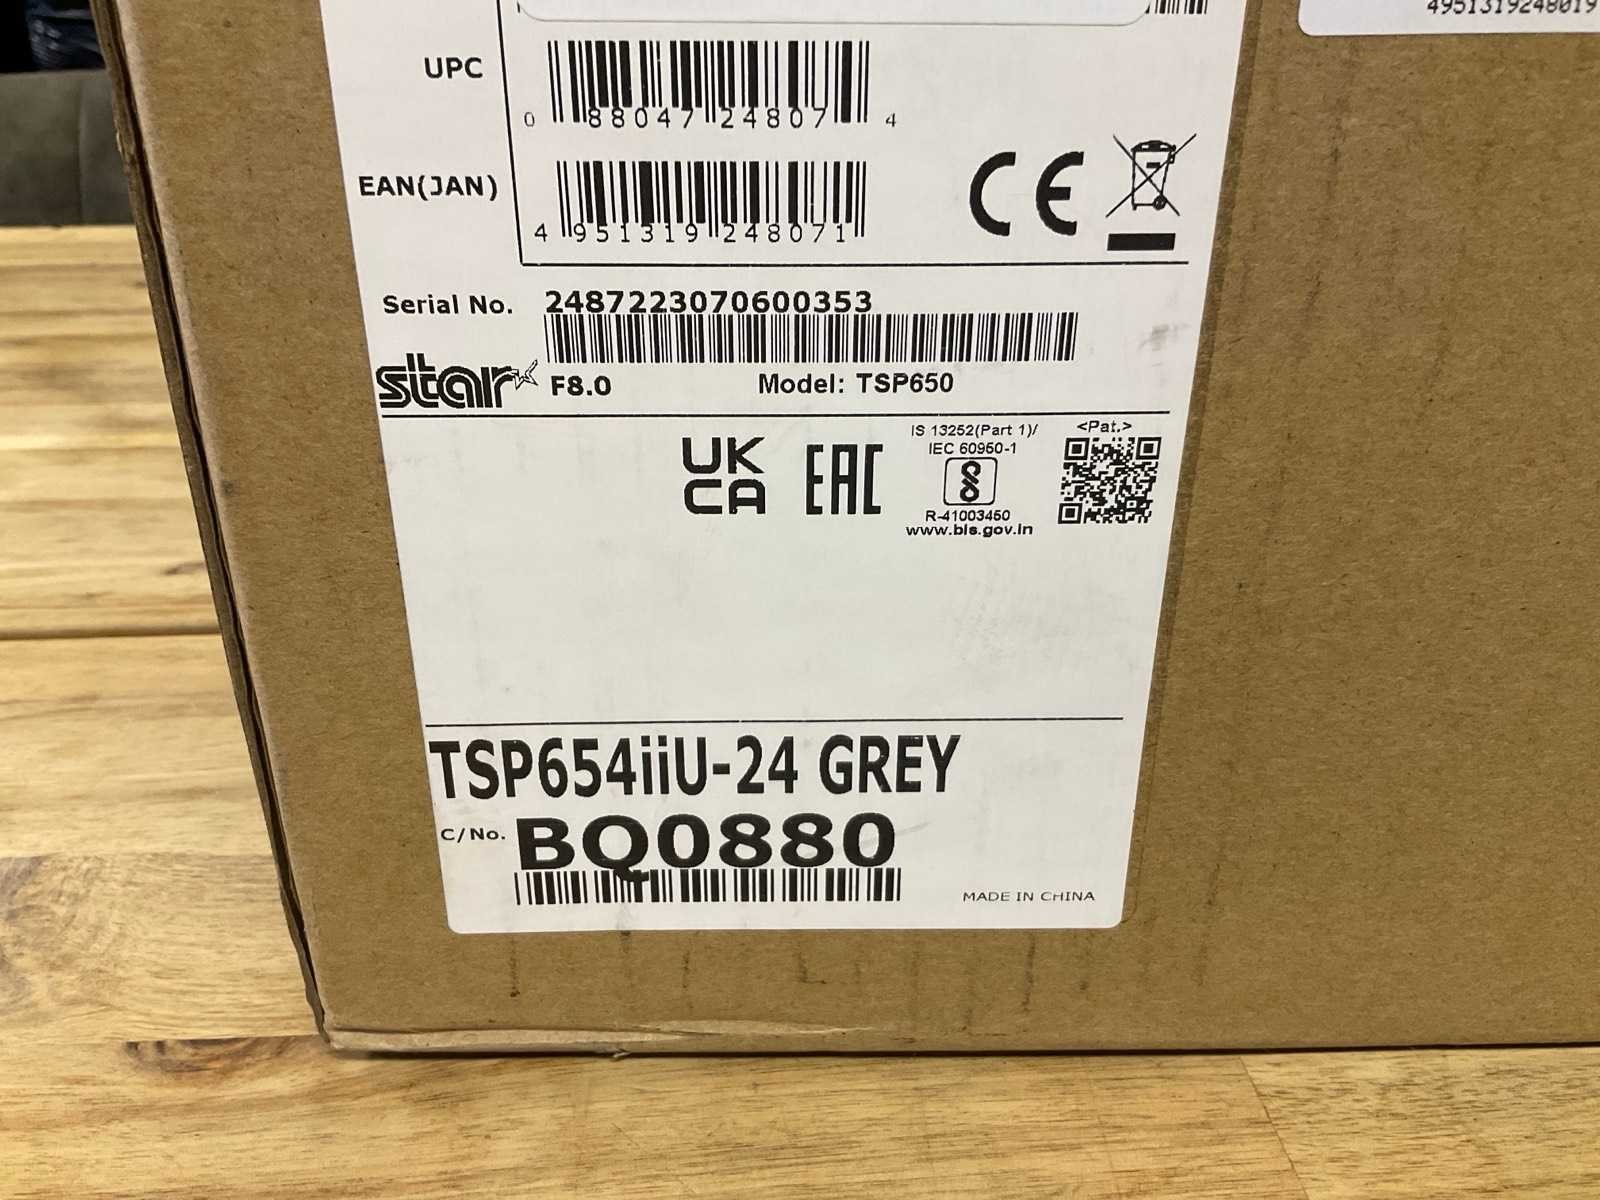 4951319248019
UPC
0 88047 24807 4
EAN(JAN)
4 951319 248071
CE
Serial No. 2487223070600353
star F8.0 Model: TSP650
UK
CA
EAC
IS 13252(Part 1)/
IEC 60950-1
R-41003450
www.bis.gov.in
<Pat.>
TSP654iiU-24 GREY
C/No. BQ0880
MADE IN CHINA